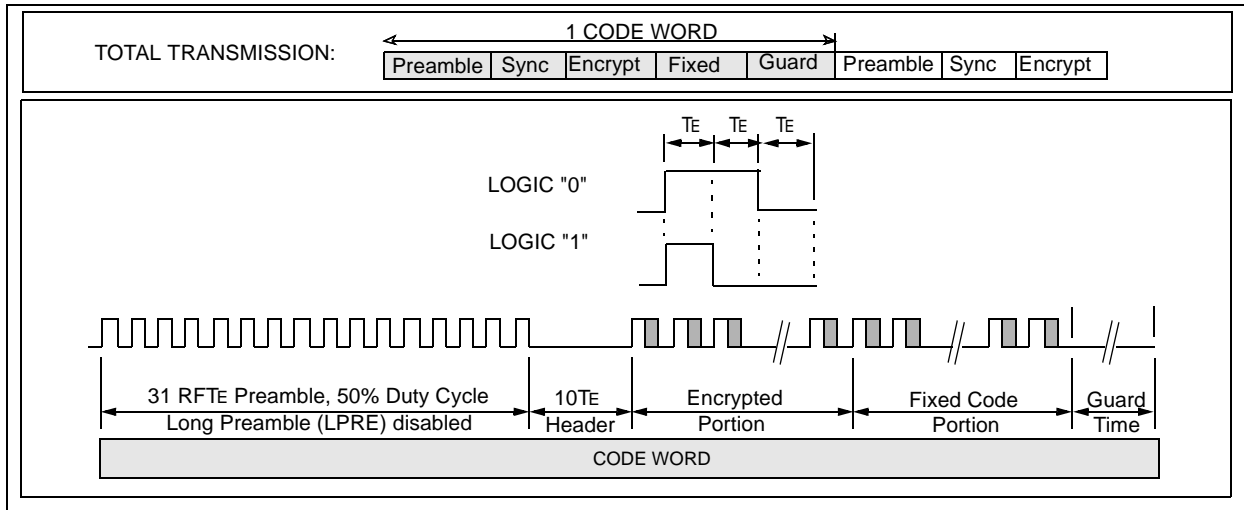 1 CODE WORD
TOTAL TRANSMISSION:
Preamble Sync Encrypt Fixed Guard Preamble Sync Encrypt
TE TE TE
LOGIC "0"
LOGIC "1"
31 RFTE Preamble, 50% Duty Cycle
Long Preamble (LPRE) disabled
10TE
Header
Encrypted
Portion
Fixed Code
Portion
Guard
Time
CODE WORD